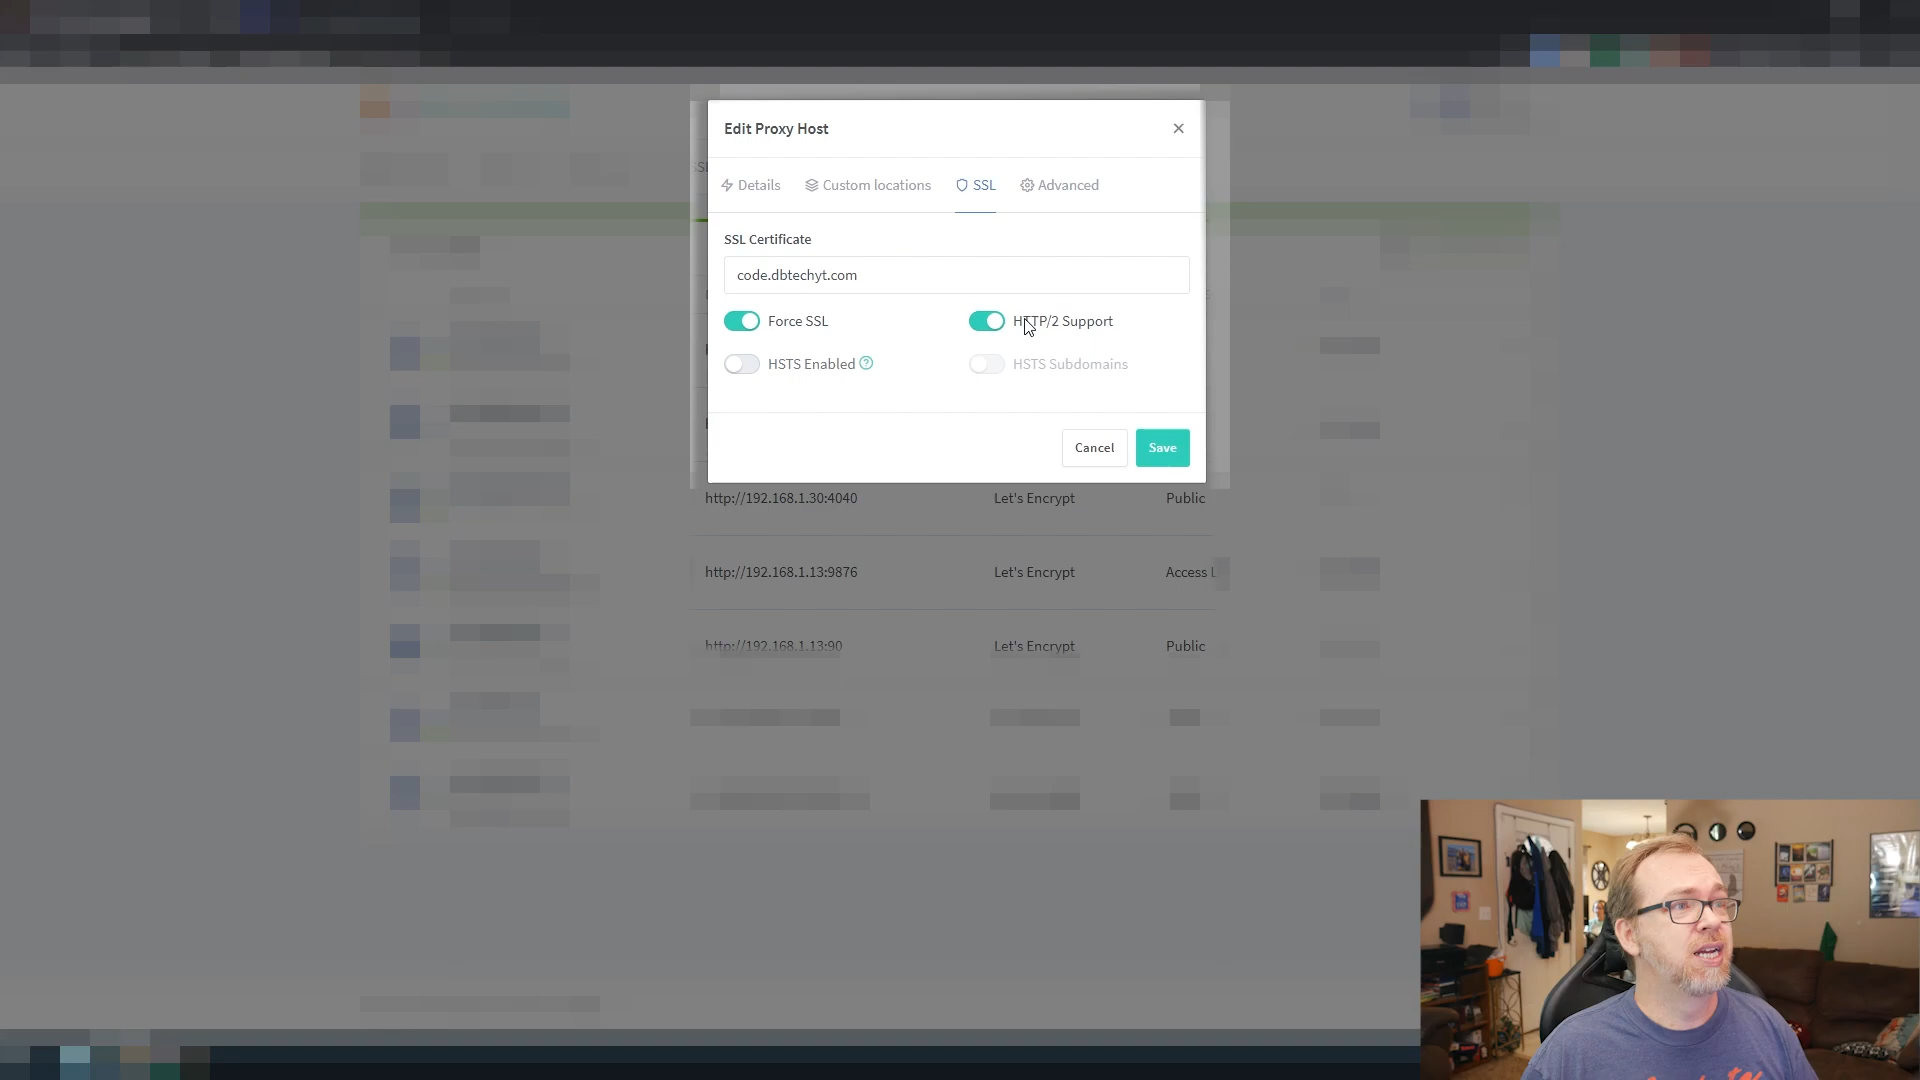 Edit Proxy Host
Details Custom locations SSL Advanced
SSL Certificate
code.dbtechyt.com
Force SSL HTTP/2 Support
HSTS Enabled HSTS Subdomains
Cancel Save
http://192.168.1.30:4040 Let's Encrypt Public
http://192.168.1.13:9876 Let's Encrypt Access
http://192.168.1.13:90 Let's Encrypt Public